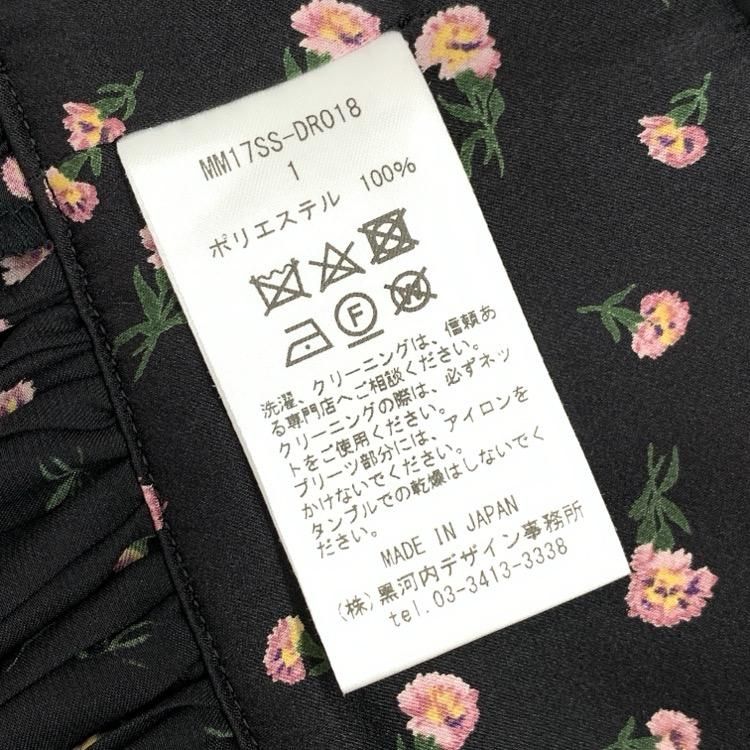 MM17SS-DR018
1
ポリエステル 100%
F
W
洗濯、クリーニングは、信頼あ
る専門店へご相談ください。
クリーニングの際は、必ずネッ
トをご使用ください。
プリーツ部分には、アイロンを
かけないでください。
タンブルでの乾燥はしないでく
ださい。
MADE IN JAPAN
(株)黒河内デザイン事務所
tel.03-3413-3338